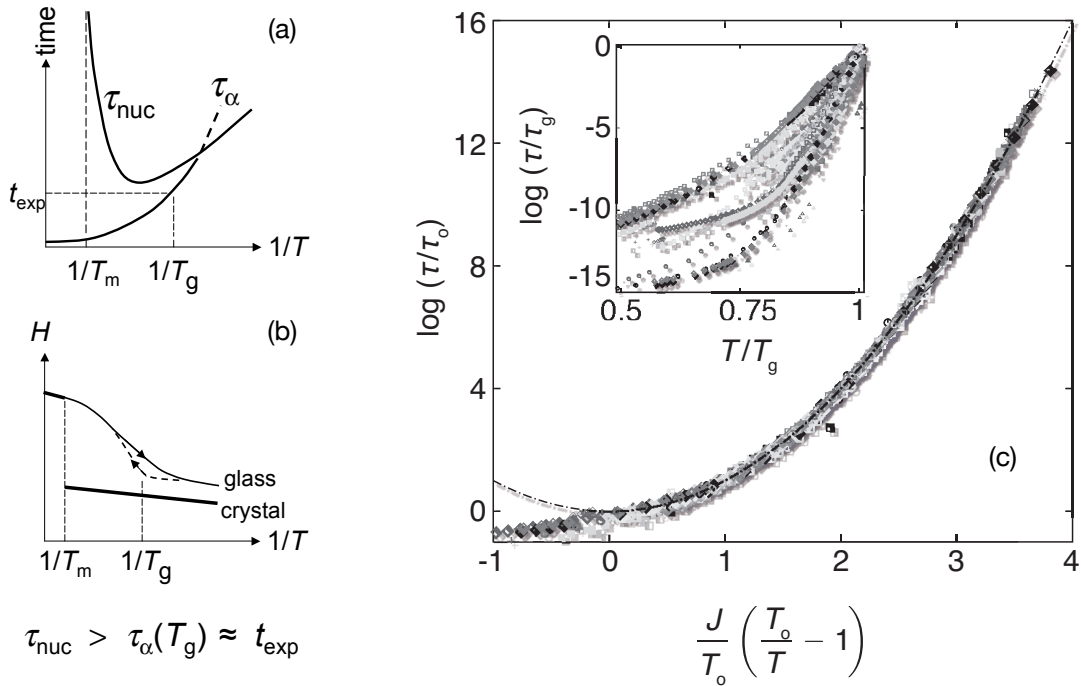 (a)
time
τnuc
τα
texp
1/T
1/Tm
1/Tg
(b)
H
glass
crystal
1/T
1/Tm
1/Tg
τnuc > τα(Tg) ≈ texp
(c)
log (τ/τo)
16
12
8
4
0
-1 0 1 2 3 4
J/To (To/T − 1)
log (τ/τg)
0
-5
-10
-15
0.5 0.75 1
T/Tg